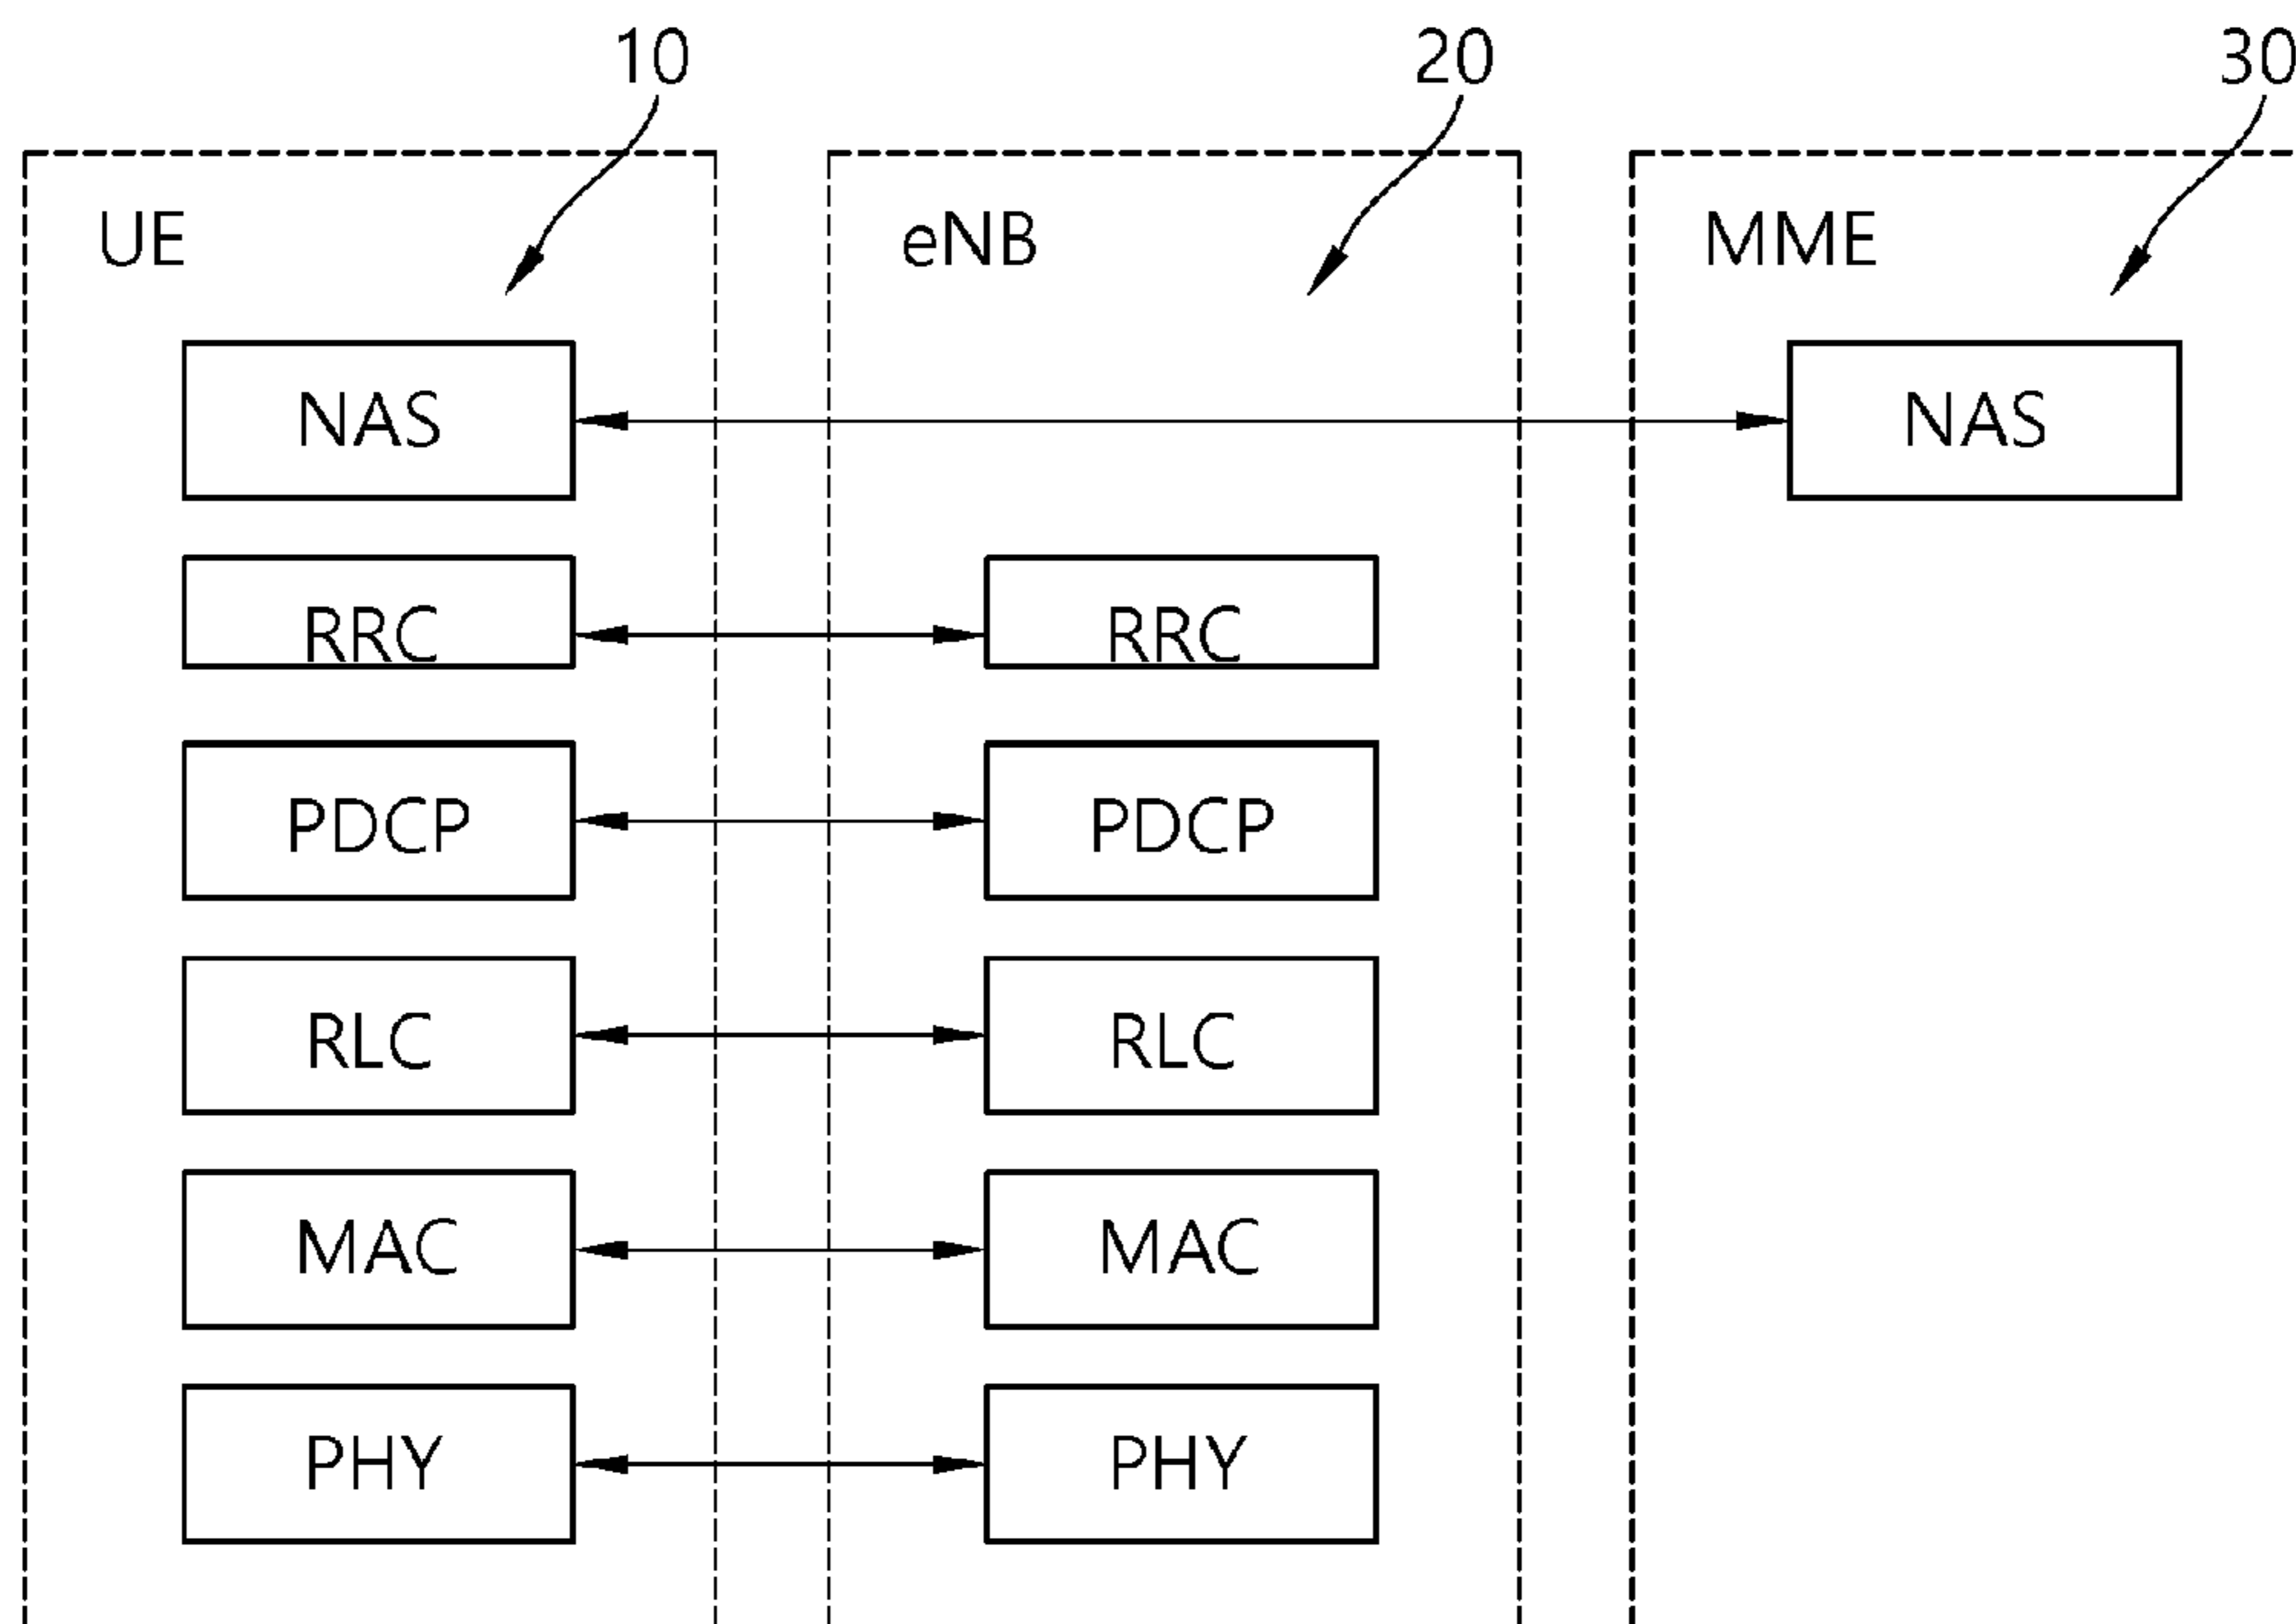 10 20 30
UE eNB MME
NAS NAS
RRC RRC
PDCP PDCP
RLC RLC
MAC MAC
PHY PHY